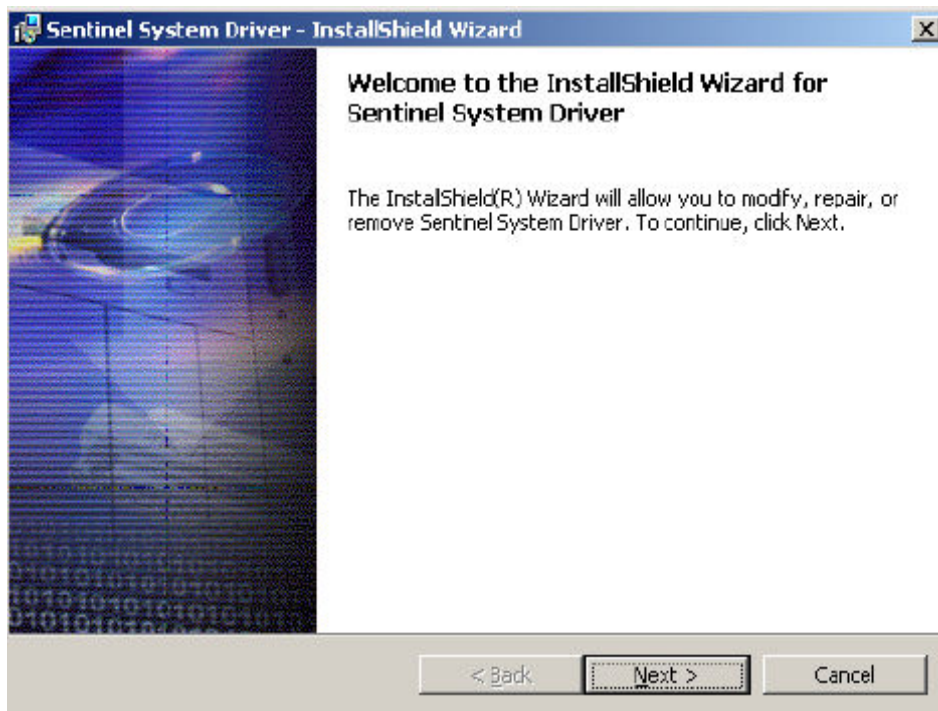 Sentinel System Driver - InstallShield Wizard
Welcome to the InstallShield Wizard for
Sentinel System Driver
The InstallShield(R) Wizard will allow you to modify, repair, or
remove Sentinel System Driver. To continue, click Next.
< Back
Next >
Cancel